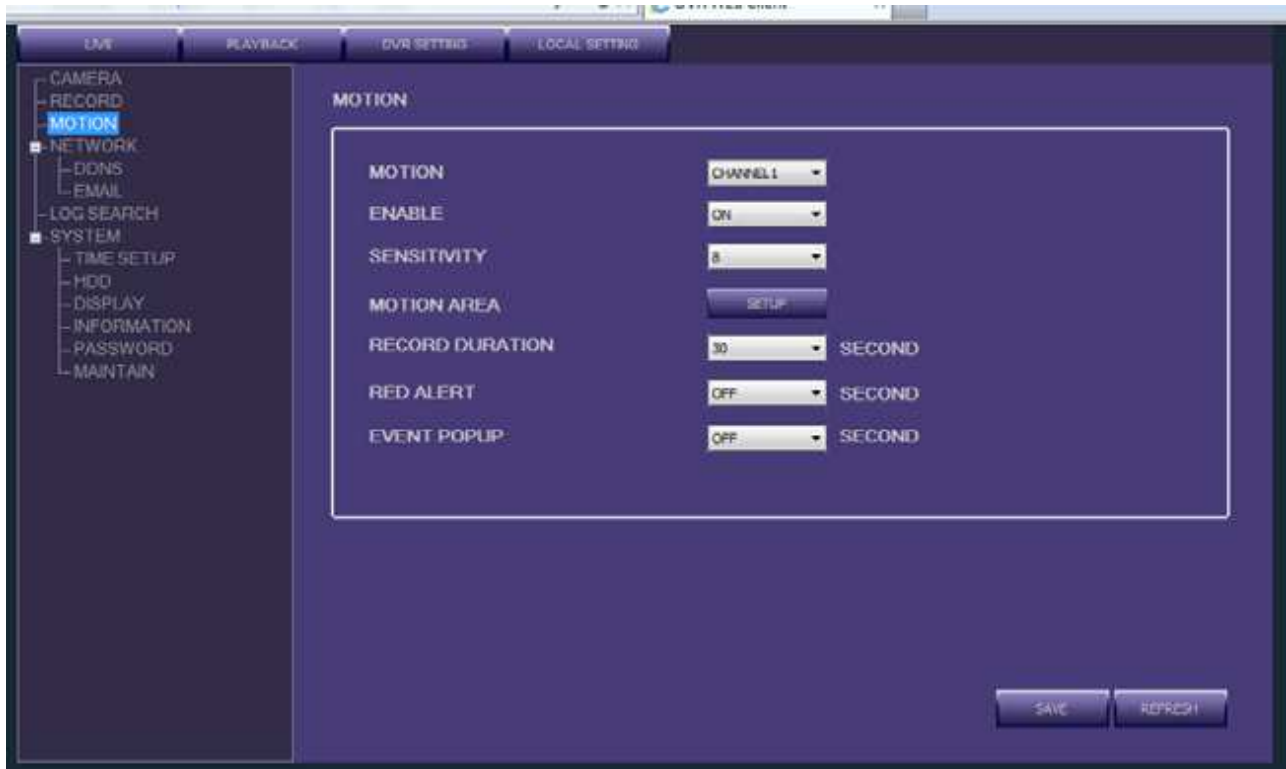 LIVE PLAYBACK DVR SETTING LOCAL SETTING
CAMERA
RECORD
MOTION
NETWORK
DDNS
EMAIL
LOG SEARCH
SYSTEM
TIME SETUP
HDD
DISPLAY
INFORMATION
PASSWORD
MAINTAIN
MOTION
MOTION CHANNEL1
ENABLE ON
SENSITIVITY 8
MOTION AREA SETUP
RECORD DURATION 30 SECOND
RED ALERT OFF SECOND
EVENT POPUP OFF SECOND
SAVE REFRESH